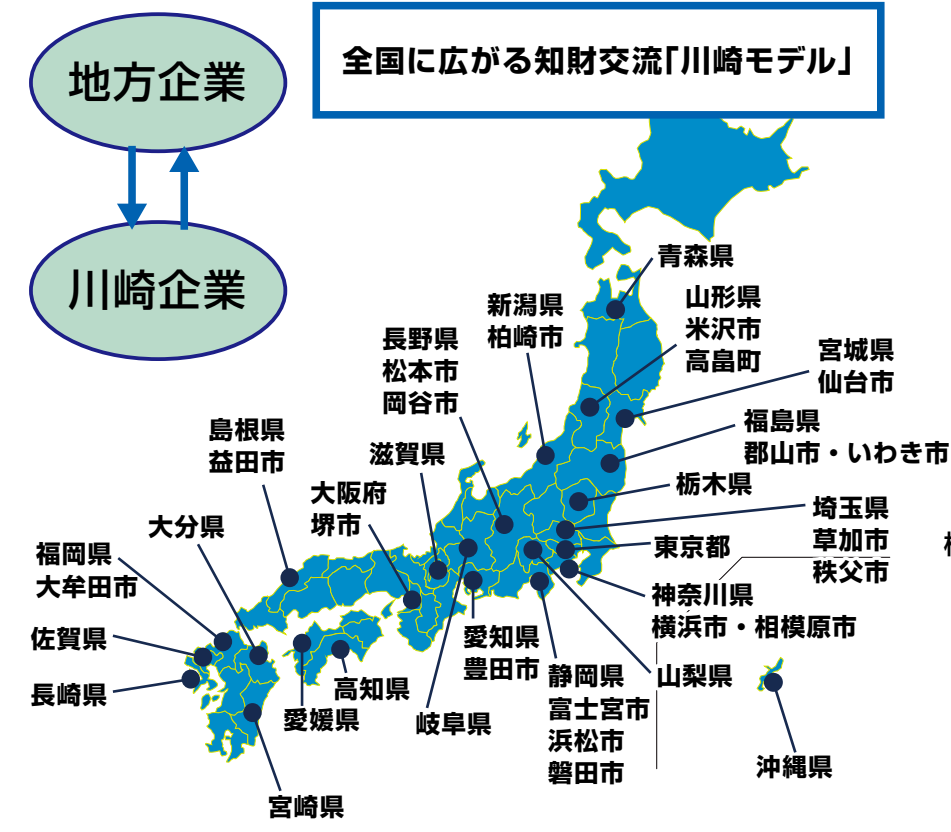 地方企業
川崎企業
全国に広がる知財交流「川崎モデル」
青森県
山形県
米沢市
高畠町
新潟県
柏崎市
宮城県
仙台市
長野県
松本市
岡谷市
福島県
郡山市・いわき市
島根県
益田市
滋賀県
栃木県
大阪府
堺市
埼玉県
草加市
秩父市
大分県
東京都
福岡県
大牟田市
神奈川県
横浜市・相模原市
佐賀県
愛知県
豊田市
長崎県
高知県
静岡県
富士宮市
浜松市
磐田市
山梨県
愛媛県
岐阜県
沖縄県
宮崎県